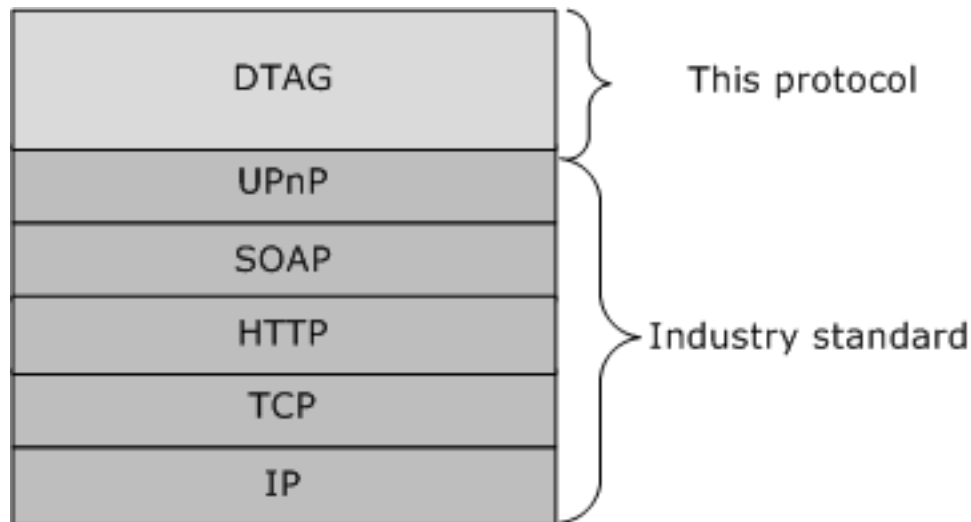 DTAG
This protocol
UPnP
SOAP
HTTP
Industry standard
TCP
IP